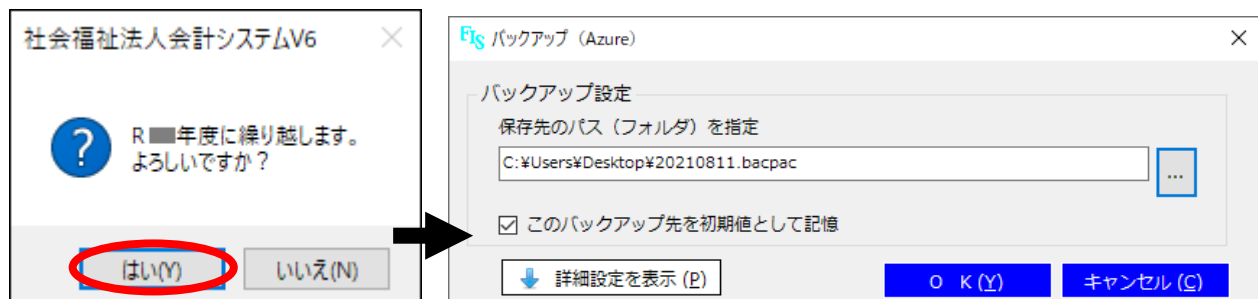 社会福祉法人会計システムV6
R 年度に繰り越します。
よろしいですか？
はい(Y)
いいえ(N)
FIS バックアップ（Azure）
バックアップ設定
保存先のパス（フォルダ）を指定
C:¥Users¥Desktop¥20210811.bacpac
...
このバックアップ先を初期値として記憶
詳細設定を表示 (P)
O K (Y)
キャンセル (C)